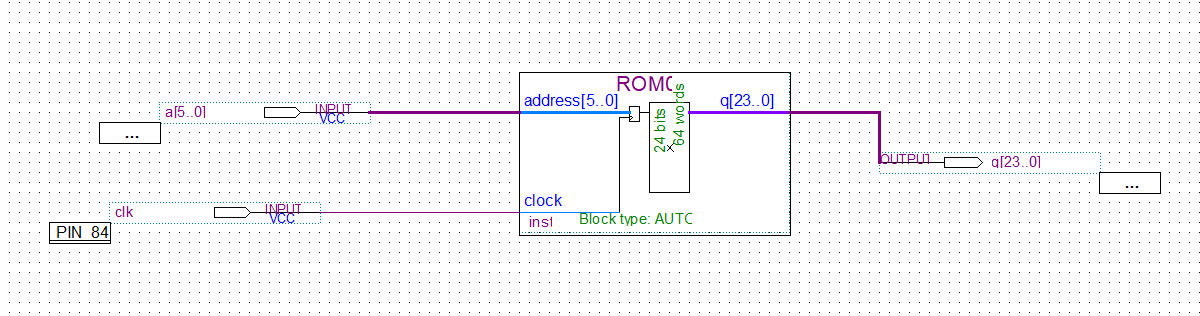 ROM0
a[5..0]
INPUT
VCC
address[5..0]
q[23..0]
24 bits
64 words
...
OUTPUT
q[23..0]
...
clk
INPUT
VCC
clock
PIN_84
inst
Block type: AUTO